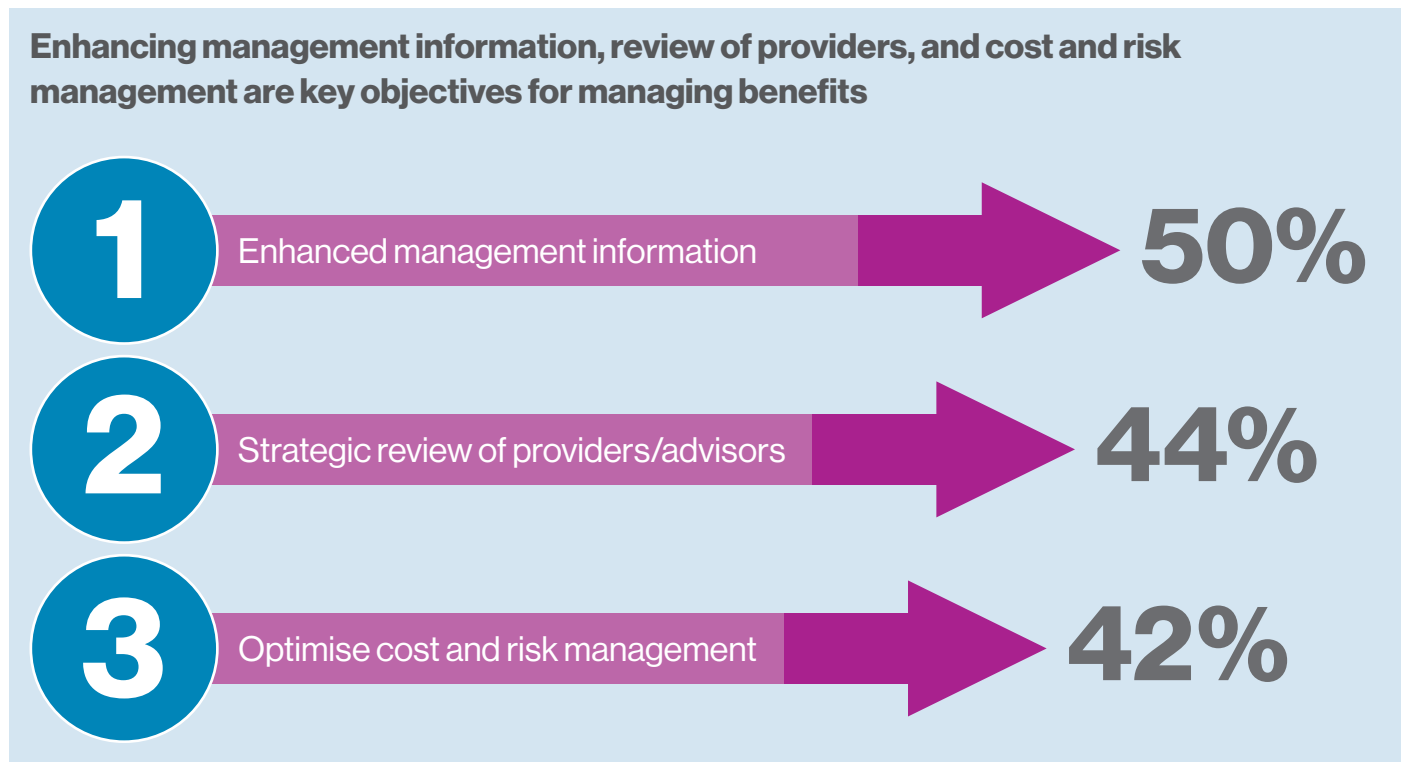 Enhancing management information, review of providers, and cost and risk
management are key objectives for managing benefits
1
Enhanced management information
50%
2
Strategic review of providers/advisors
44%
3
Optimise cost and risk management
42%